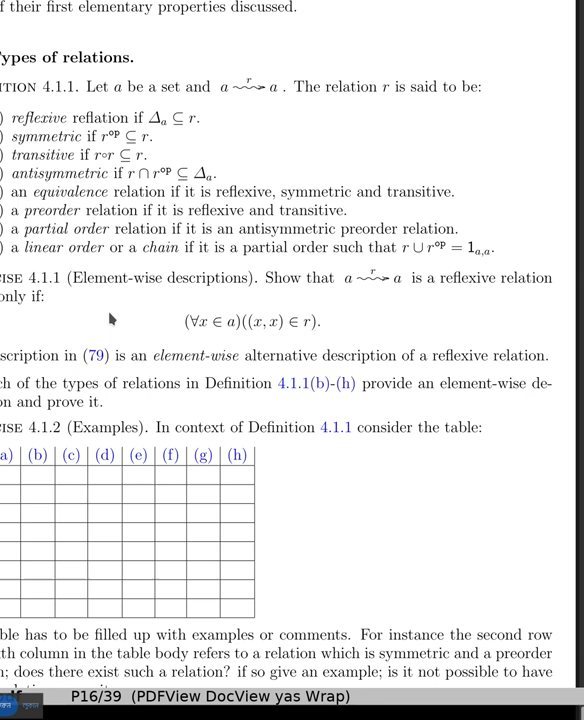 f their first elementary properties discussed.
ypes of relations.
ITION 4.1.1. Let a be a set and a ⇝ʳ a . The relation r is said to be:
) reflexive reflation if Δₐ ⊆ r.
) symmetric if rᵒᵖ ⊆ r.
) transitive if r∘r ⊆ r.
) antisymmetric if r ∩ rᵒᵖ ⊆ Δₐ.
) an equivalence relation if it is reflexive, symmetric and transitive.
) a preorder relation if it is reflexive and transitive.
) a partial order relation if it is an antisymmetric preorder relation.
) a linear order or a chain if it is a partial order such that r ∪ rᵒᵖ = 1ₐ,ₐ.
ISE 4.1.1 (Element-wise descriptions). Show that a ⇝ʳ a is a reflexive relation
only if:
(∀x ∈ a)((x, x) ∈ r).
scription in (79) is an element-wise alternative description of a reflexive relation.
ch of the types of relations in Definition 4.1.1(b)-(h) provide an element-wise de-
on and prove it.
ISE 4.1.2 (Examples). In context of Definition 4.1.1 consider the table:
a) (b) (c) (d) (e) (f) (g) (h)
ble has to be filled up with examples or comments. For instance the second row
th column in the table body refers to a relation which is symmetric and a preorder
n; does there exist such a relation? if so give an example; is it not possible to have
P16/39 (PDFView DocView yas Wrap)